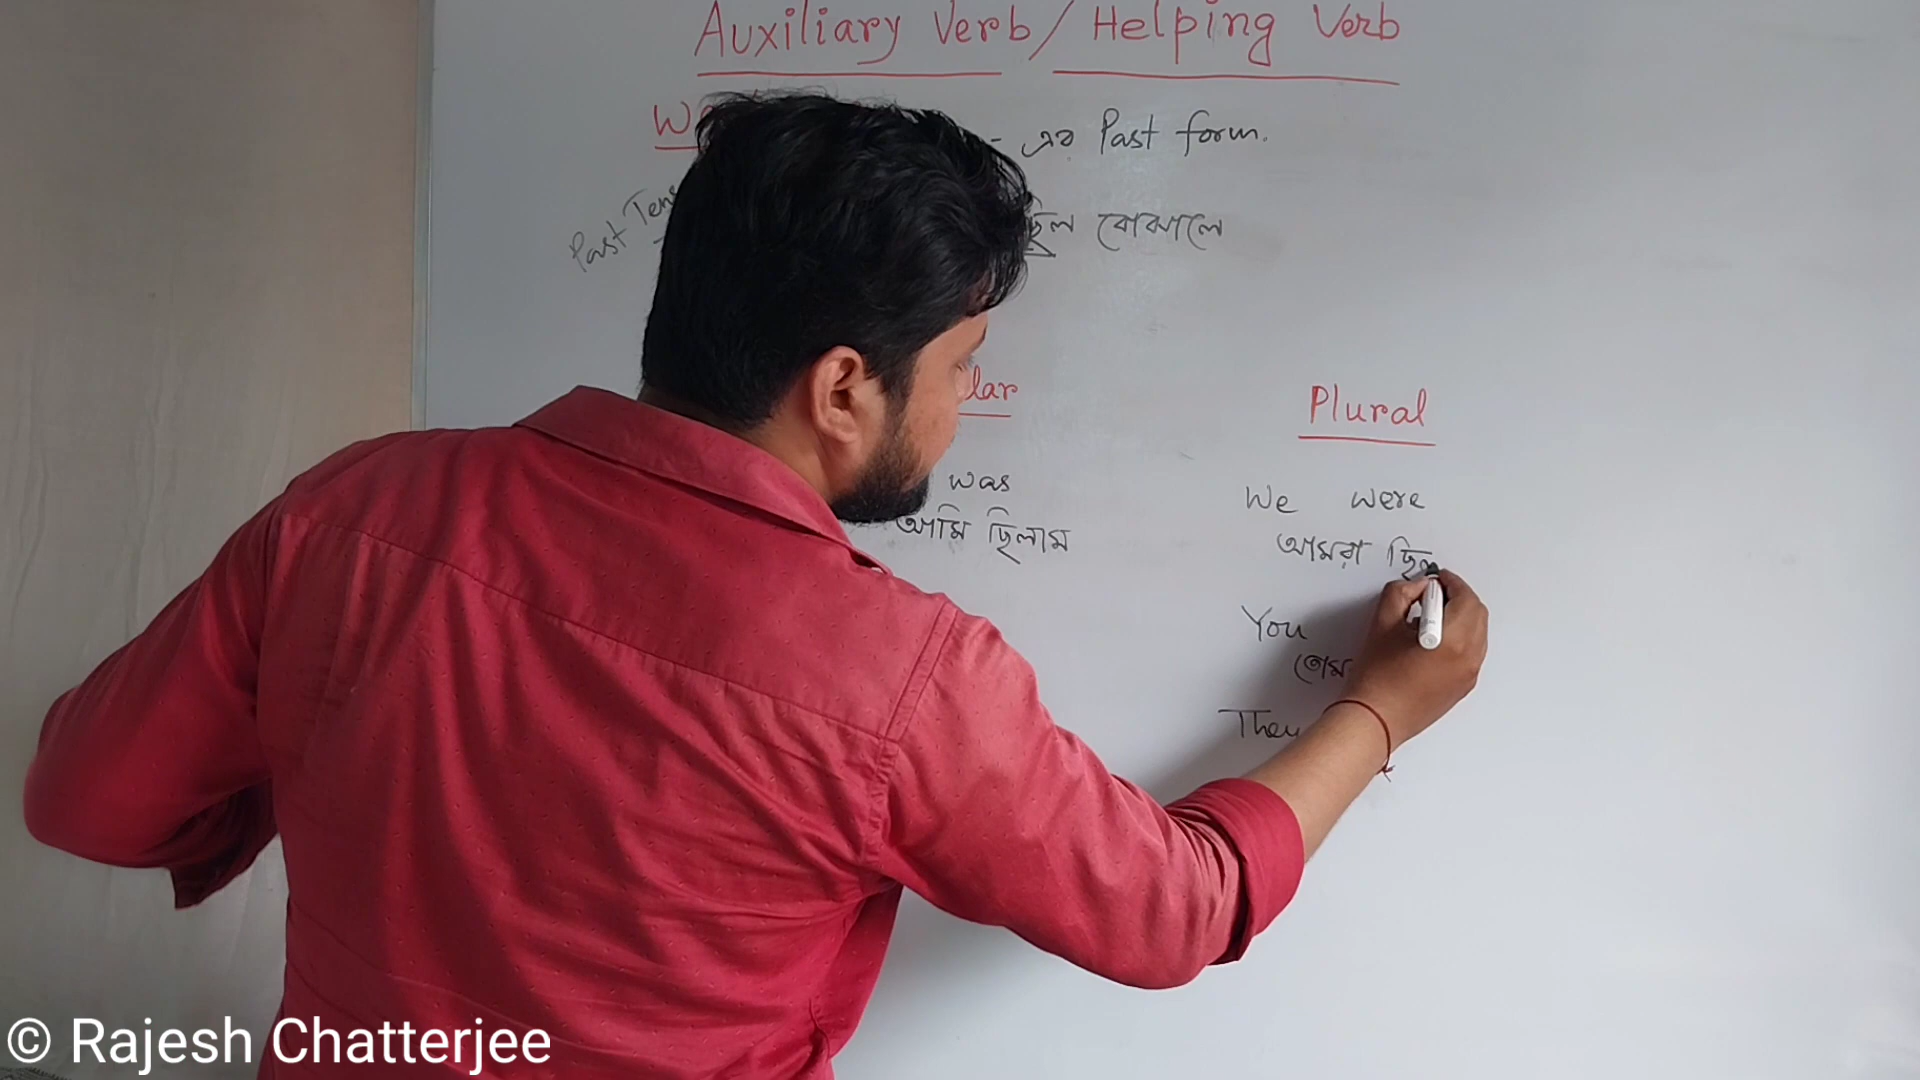 Auxiliary Verb / Helping Verb
- এর Past form.
Past Tens
ছিল বোঝালে
lar
Plural
was
We were
আমি ছিলাম
আমরা ছিল
You
তোম
They
© Rajesh Chatterjee